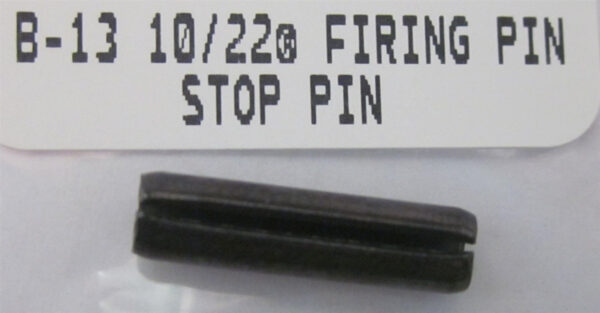 B-13 10/22® FIRING PIN
STOP PIN